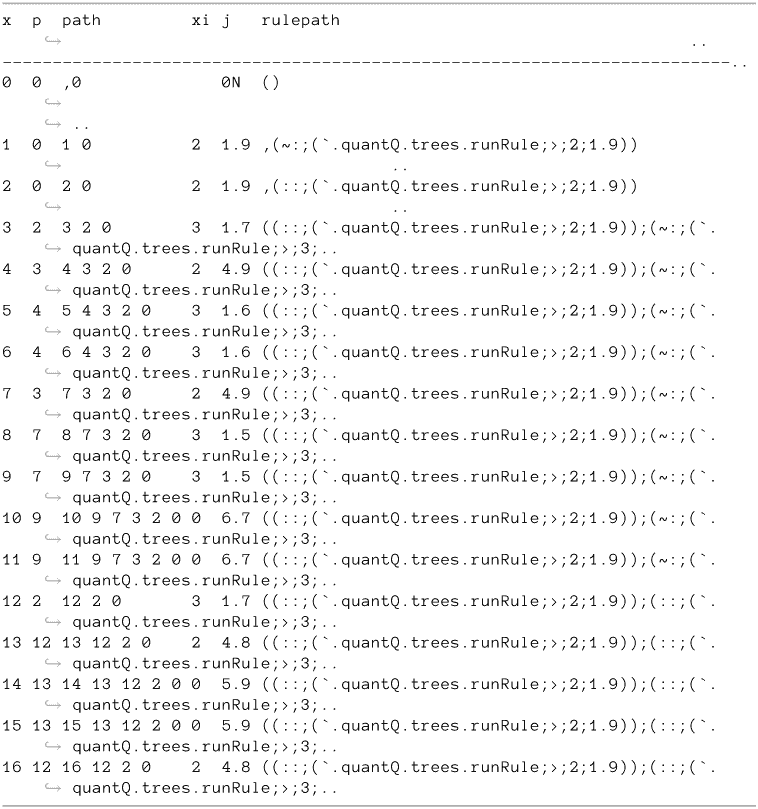 x  p  path          xi j   rulepath
    ↪                                                                    ..
---------------------------------------------------------------------------..
0  0  ,0               0N  ()
    ↪
    ↪ ..
1  0  1 0           2  1.9 ,(~:;(`.quantQ.trees.runRule;>;2;1.9))
    ↪                                      ..
2  0  2 0           2  1.9 ,(::;(`.quantQ.trees.runRule;>;2;1.9))
    ↪                                      ..
3  2  3 2 0         3  1.7 ((::;(`.quantQ.trees.runRule;>;2;1.9));(~:;(`.
    ↪ quantQ.trees.runRule;>;3;..
4  3  4 3 2 0       2  4.9 ((::;(`.quantQ.trees.runRule;>;2;1.9));(~:;(`.
    ↪ quantQ.trees.runRule;>;3;..
5  4  5 4 3 2 0     3  1.6 ((::;(`.quantQ.trees.runRule;>;2;1.9));(~:;(`.
    ↪ quantQ.trees.runRule;>;3;..
6  4  6 4 3 2 0     3  1.6 ((::;(`.quantQ.trees.runRule;>;2;1.9));(~:;(`.
    ↪ quantQ.trees.runRule;>;3;..
7  3  7 3 2 0       2  4.9 ((::;(`.quantQ.trees.runRule;>;2;1.9));(~:;(`.
    ↪ quantQ.trees.runRule;>;3;..
8  7  8 7 3 2 0     3  1.5 ((::;(`.quantQ.trees.runRule;>;2;1.9));(~:;(`.
    ↪ quantQ.trees.runRule;>;3;..
9  7  9 7 3 2 0     3  1.5 ((::;(`.quantQ.trees.runRule;>;2;1.9));(~:;(`.
    ↪ quantQ.trees.runRule;>;3;..
10 9  10 9 7 3 2 0 0  6.7 ((::;(`.quantQ.trees.runRule;>;2;1.9));(~:;(`.
    ↪ quantQ.trees.runRule;>;3;..
11 9  11 9 7 3 2 0 0  6.7 ((::;(`.quantQ.trees.runRule;>;2;1.9));(~:;(`.
    ↪ quantQ.trees.runRule;>;3;..
12 2  12 2 0        3  1.7 ((::;(`.quantQ.trees.runRule;>;2;1.9));(::;(`.
    ↪ quantQ.trees.runRule;>;3;..
13 12 13 12 2 0     2  4.8 ((::;(`.quantQ.trees.runRule;>;2;1.9));(::;(`.
    ↪ quantQ.trees.runRule;>;3;..
14 13 14 13 12 2 0 0  5.9 ((::;(`.quantQ.trees.runRule;>;2;1.9));(::;(`.
    ↪ quantQ.trees.runRule;>;3;..
15 13 15 13 12 2 0 0  5.9 ((::;(`.quantQ.trees.runRule;>;2;1.9));(::;(`.
    ↪ quantQ.trees.runRule;>;3;..
16 12 16 12 2 0     2  4.8 ((::;(`.quantQ.trees.runRule;>;2;1.9));(::;(`.
    ↪ quantQ.trees.runRule;>;3;..